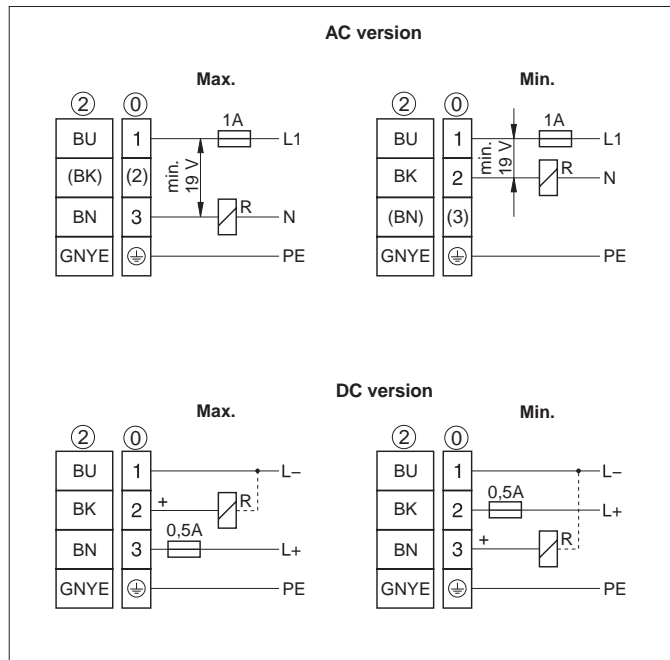 AC version
Max.
② ⓪
BU 1 1A L1
(BK) (2) min. 19 V
BN 3 R N
GNYE PE
Min.
② ⓪
BU 1 1A L1
BK 2 min. 19 V R N
(BN) (3)
GNYE PE
DC version
Max.
② ⓪
BU 1 L–
BK 2 + R
BN 3 0,5A L+
GNYE PE
Min.
② ⓪
BU 1 L–
BK 2 0,5A L+
BN 3 + R
GNYE PE